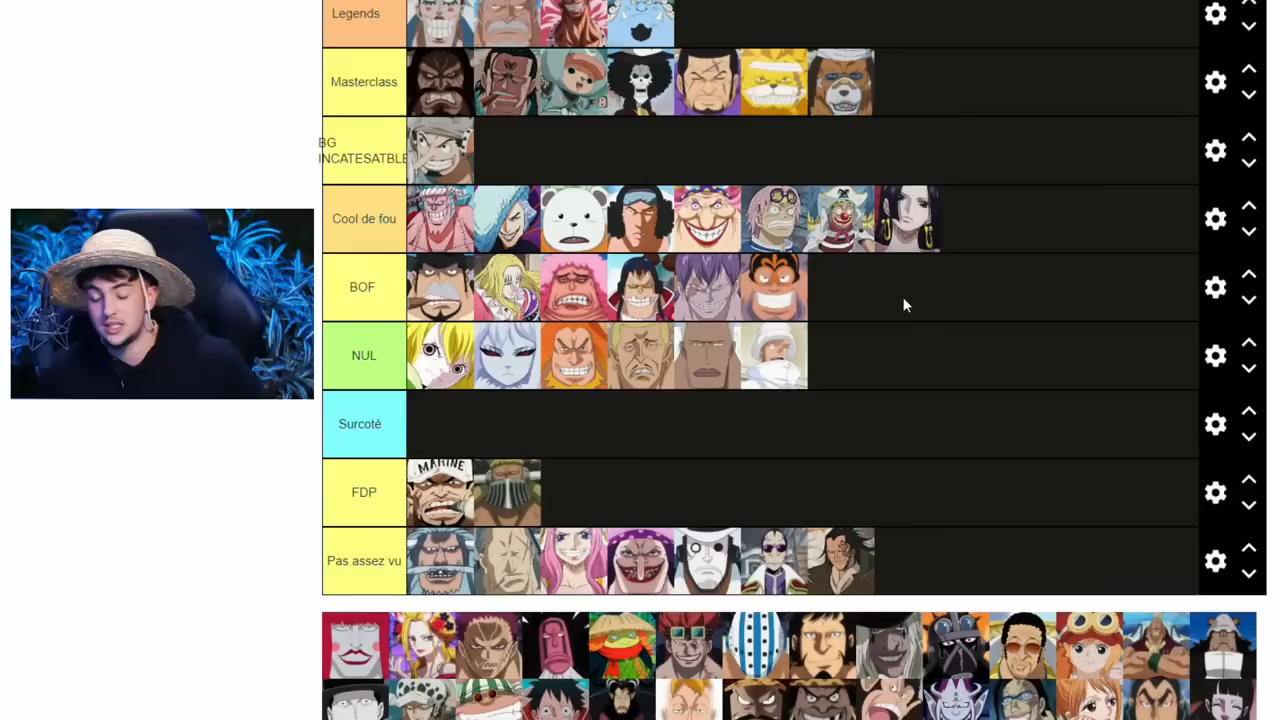 Legends
Masterclass
BG
INCATESATBLE
Cool de fou
BOF
NUL
Surcoté
FDP
MARINE
Pas assez vu